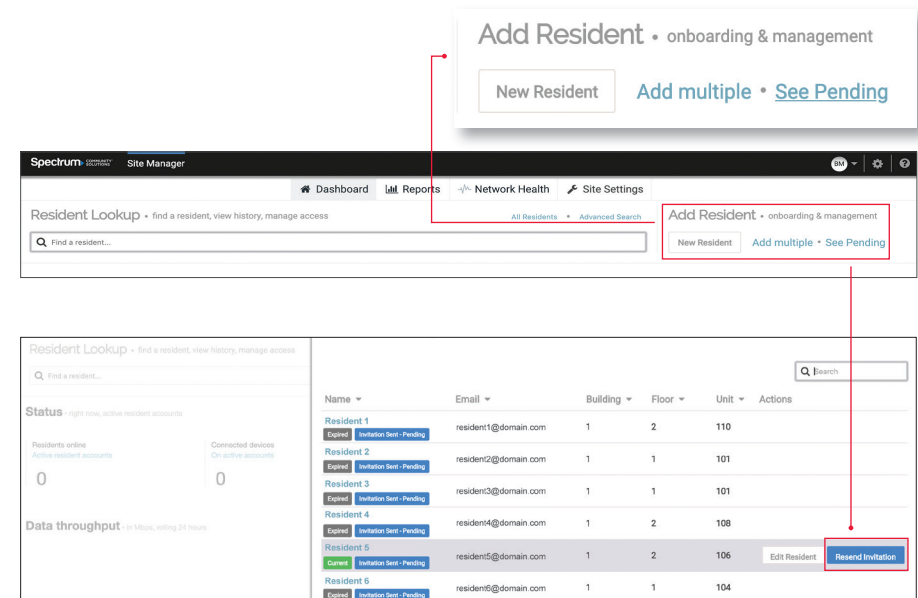 Add Resident • onboarding & management
New Resident Add multiple • See Pending
Spectrum▸ COMMUNITY SOLUTIONS Site Manager BM
Dashboard Reports Network Health Site Settings
Resident Lookup • find a resident, view history, manage access All Residents • Advanced Search Add Resident • onboarding & management
Find a resident... New Resident Add multiple • See Pending
Resident Lookup • find a resident, view history, manage access
Find a resident... Search
Name Email Building Floor Unit Actions
Status • right now, active resident accounts
Resident 1
Expired Invitation Sent - Pending resident1@domain.com 1 2 110
Residents online Connected devices
Active resident accounts On active accounts
0 0
Resident 2
Expired Invitation Sent - Pending resident2@domain.com 1 1 101
Resident 3
Expired Invitation Sent - Pending resident3@domain.com 1 1 101
Data throughput • in Mbps, rolling 24 hours
Resident 4
Expired Invitation Sent - Pending resident4@domain.com 1 2 108
Resident 5
Current Invitation Sent - Pending resident5@domain.com 1 2 106 Edit Resident Resend Invitation
Resident 6
Expired Invitation Sent - Pending resident6@domain.com 1 1 104